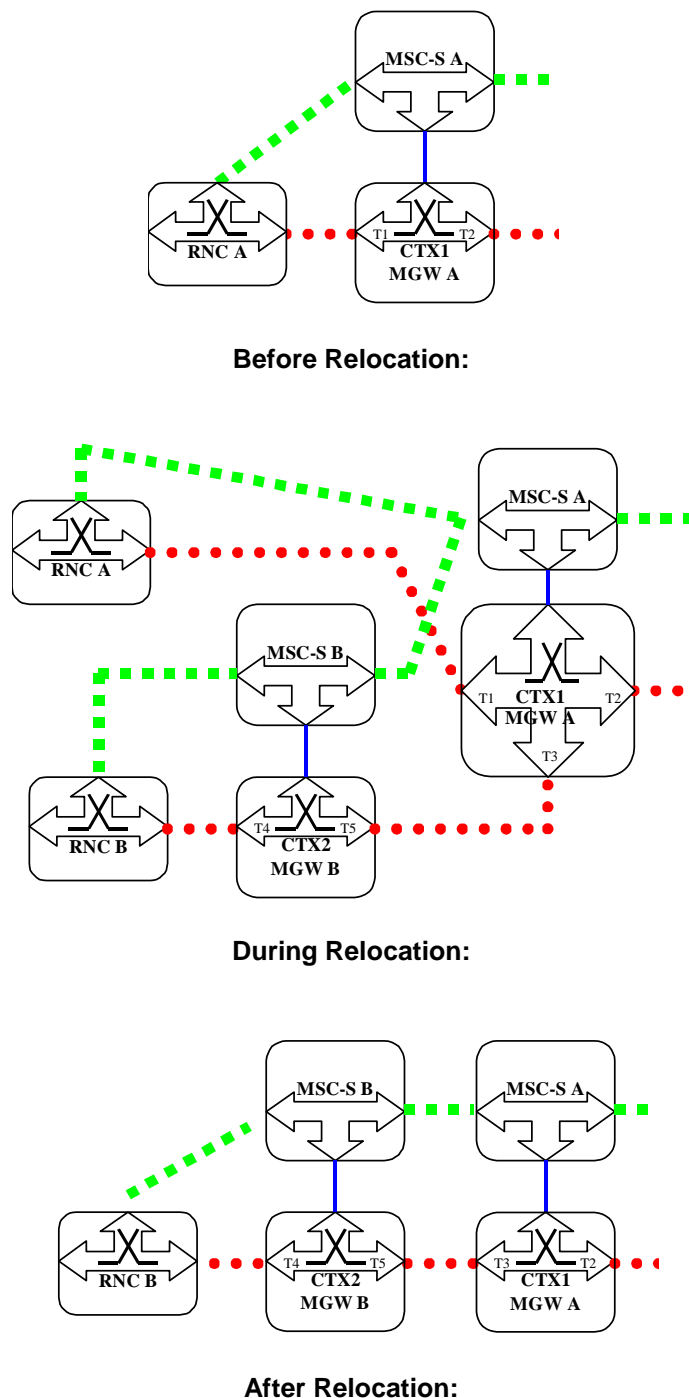 MSC-S A
T1
T2
RNC A
CTX1
MGW A
Before Relocation:
MSC-S A
RNC A
MSC-S B
T1
CTX1
T2
MGW A
T3
T4
T5
RNC B
CTX2
MGW B
During Relocation:
MSC-S B
MSC-S A
T4
T5
T3
T2
RNC B
CTX2
CTX1
MGW B
MGW A
After Relocation: